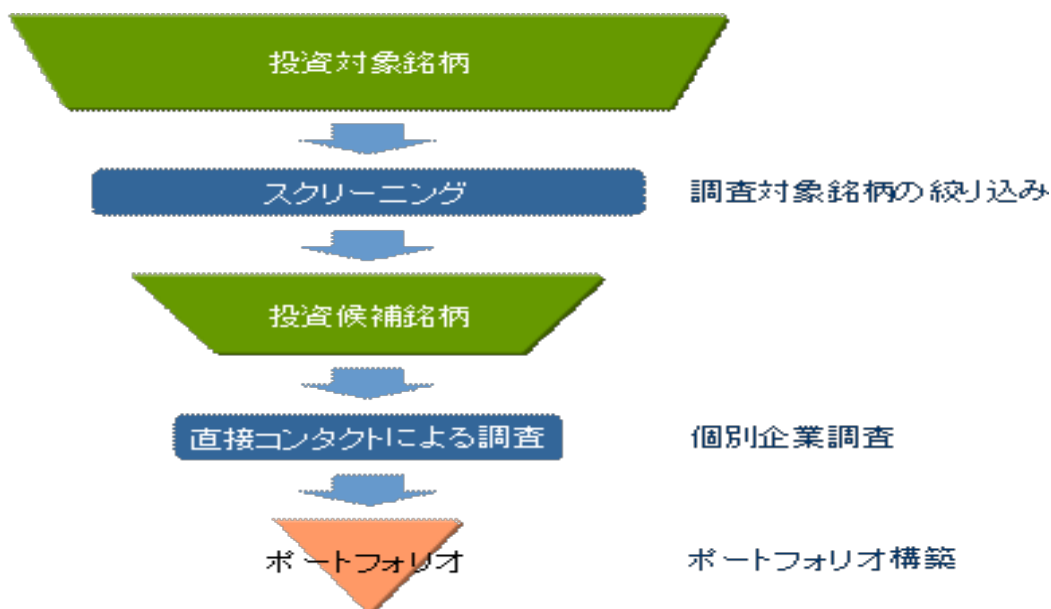 投資対象銘柄
スクリーニング
調査対象銘柄の絞り込み
投資候補銘柄
直接コンタクトによる調査
個別企業調査
ポートフォリオ
ポートフォリオ構築